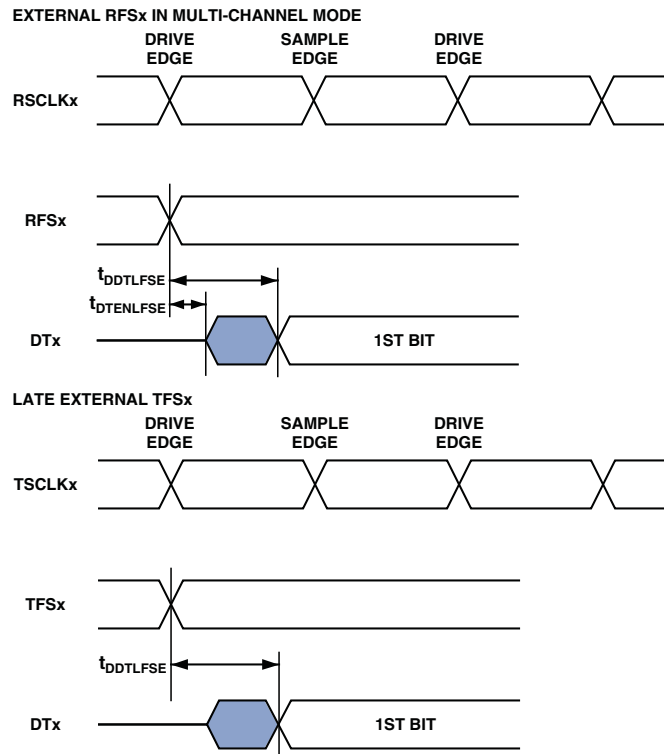 EXTERNAL RFSx IN MULTI-CHANNEL MODE
DRIVE EDGE
SAMPLE EDGE
DRIVE EDGE
RSCLKx
RFSx
tDDTLFSE
tDTENLFSE
DTx
1ST BIT
LATE EXTERNAL TFSx
DRIVE EDGE
SAMPLE EDGE
DRIVE EDGE
TSCLKx
TFSx
tDDTLFSE
DTx
1ST BIT